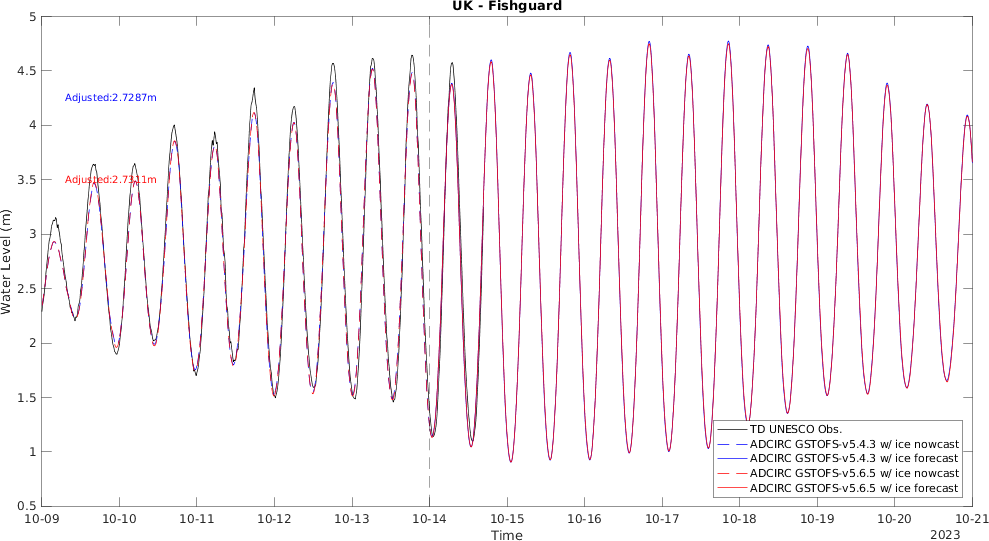 UK - Fishguard
5
4.5
4
3.5
3
2.5
2
1.5
1
0.5
Water Level (m)
Adjusted:2.7287m
Adjusted:2.7311m
TD UNESCO Obs.
ADCIRC GSTOFS-v5.4.3 w/ ice nowcast
ADCIRC GSTOFS-v5.4.3 w/ ice forecast
ADCIRC GSTOFS-v5.6.5 w/ ice nowcast
ADCIRC GSTOFS-v5.6.5 w/ ice forecast
10-09 10-10 10-11 10-12 10-13 10-14 10-15 10-16 10-17 10-18 10-19 10-20 10-21
Time
2023